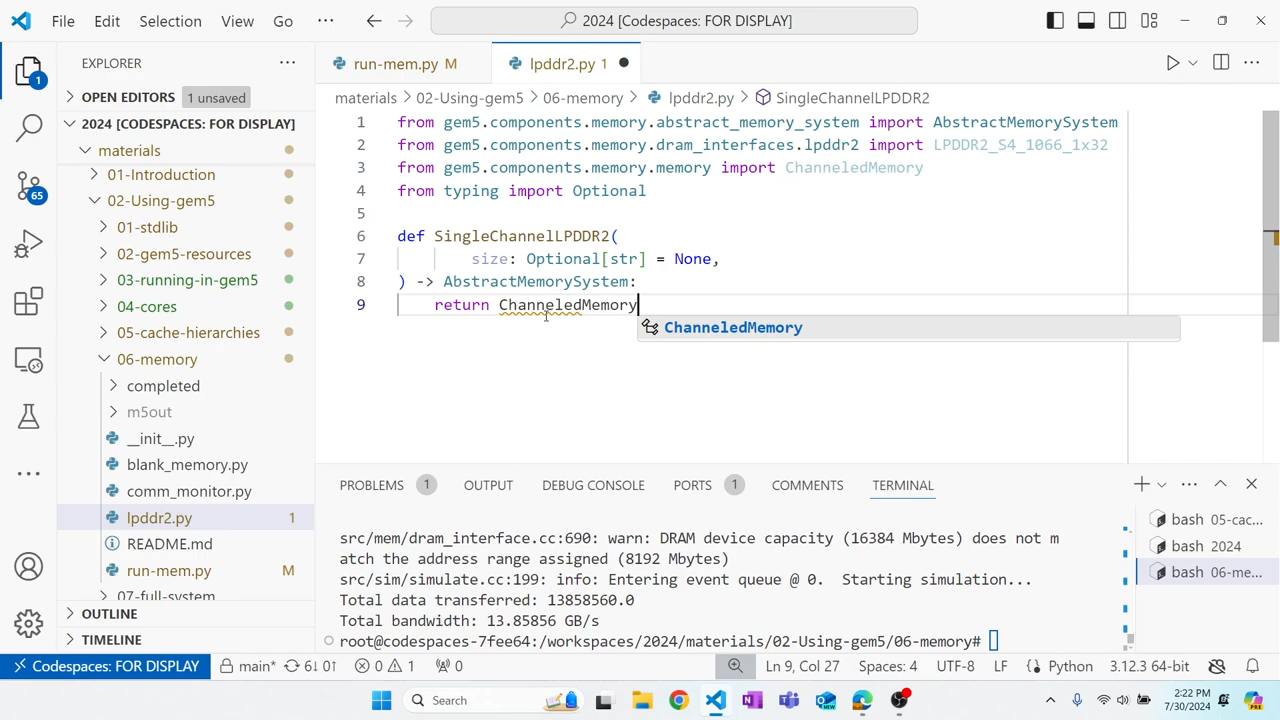 File Edit Selection View Go ··· 2024 [Codespaces: FOR DISPLAY]
EXPLORER ···
OPEN EDITORS 1 unsaved
2024 [CODESPACES: FOR DISPLAY]
materials
01-Introduction
02-Using-gem5
01-stdlib
02-gem5-resources
03-running-in-gem5
04-cores
05-cache-hierarchies
06-memory
completed
m5out
__init__.py
blank_memory.py
comm_monitor.py
lpddr2.py 1
README.md
run-mem.py M
07-full-system
OUTLINE
TIMELINE
1
65
run-mem.py M lpddr2.py 1
materials > 02-Using-gem5 > 06-memory > lpddr2.py > SingleChannelLPDDR2
1 from gem5.components.memory.abstract_memory_system import AbstractMemorySystem
2 from gem5.components.memory.dram_interfaces.lpddr2 import LPDDR2_S4_1066_1x32
3 from gem5.components.memory.memory import ChanneledMemory
4 from typing import Optional
5
6 def SingleChannelLPDDR2(
7 size: Optional[str] = None,
8 ) -> AbstractMemorySystem:
9 return ChanneledMemory
ChanneledMemory
PROBLEMS 1 OUTPUT DEBUG CONSOLE PORTS 1 COMMENTS TERMINAL
src/mem/dram_interface.cc:690: warn: DRAM device capacity (16384 Mbytes) does not m
atch the address range assigned (8192 Mbytes)
src/sim/simulate.cc:199: info: Entering event queue @ 0. Starting simulation...
Total data transferred: 13858560.0
Total bandwidth: 13.85856 GB/s
root@codespaces-7fee64:/workspaces/2024/materials/02-Using-gem5/06-memory#
bash 05-cac...
bash 2024
bash 06-me...
Codespaces: FOR DISPLAY main* 6↓ 0↑ 0 1 0 Ln 9, Col 27 Spaces: 4 UTF-8 LF Python 3.12.3 64-bit
Search
2:22 PM
7/30/2024